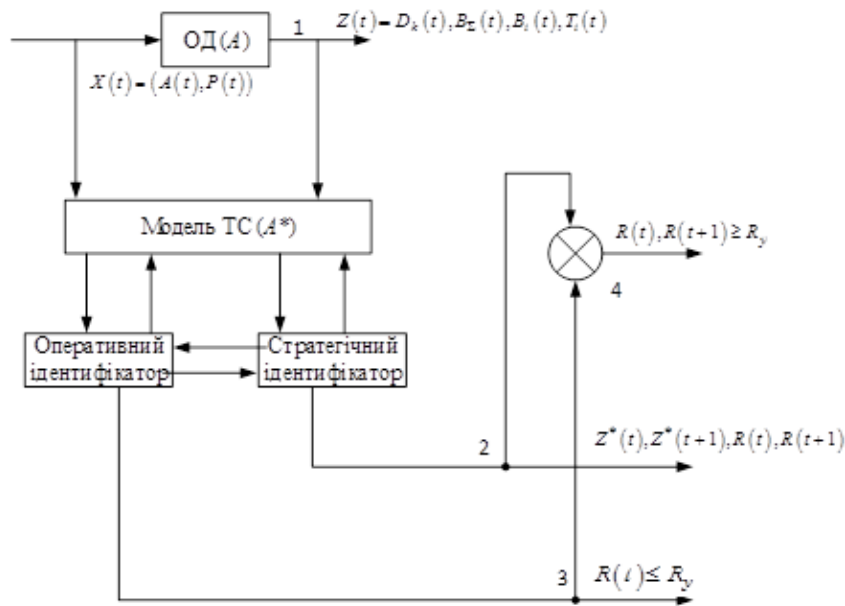 ОД(A)
1
Z(t)=D_k(t),B_Σ(t),B_i(t),T_i(t)
X(t)=(A(t),P(t))
Модель ТС(A*)
R(t),R(t+1)≥R_y
4
Оперативний
ідентифікатор
Стратегічний
ідентифікатор
2
Z*(t),Z*(t+1),R(t),R(t+1)
3
R(t)≤R_y